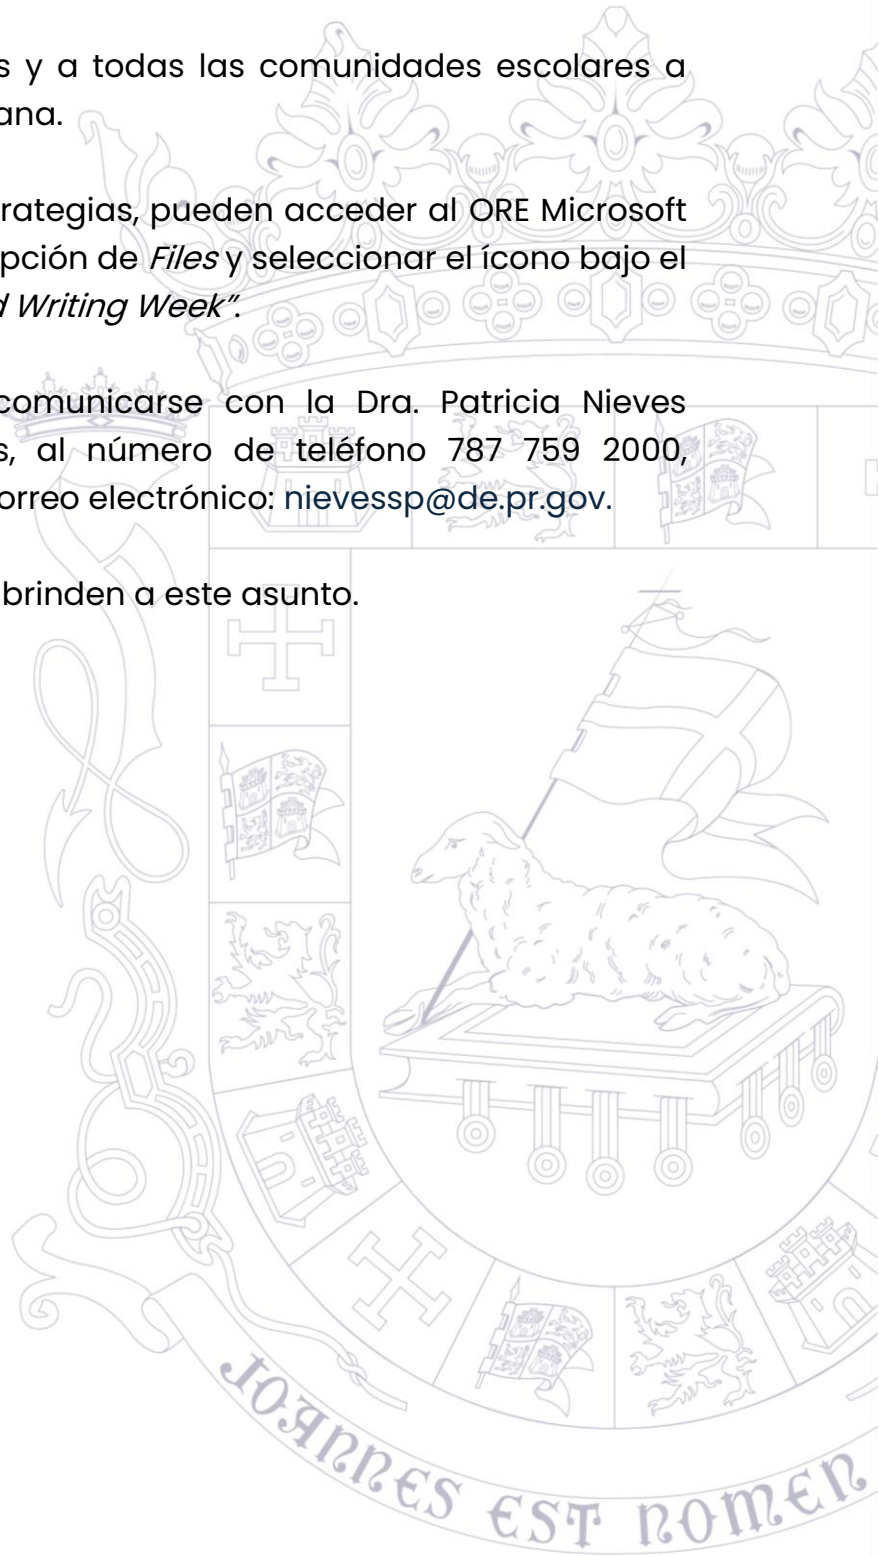 s y a todas las comunidades escolares a
ana.
rategias, pueden acceder al ORE Microsoft
pción de Files y seleccionar el ícono bajo el
d Writing Week”.
comunicarse con la Dra. Patricia Nieves
s, al número de teléfono 787 759 2000,
orreo electrónico: nievessp@de.pr.gov.
brinden a este asunto.
JOANNES EST NOMEN